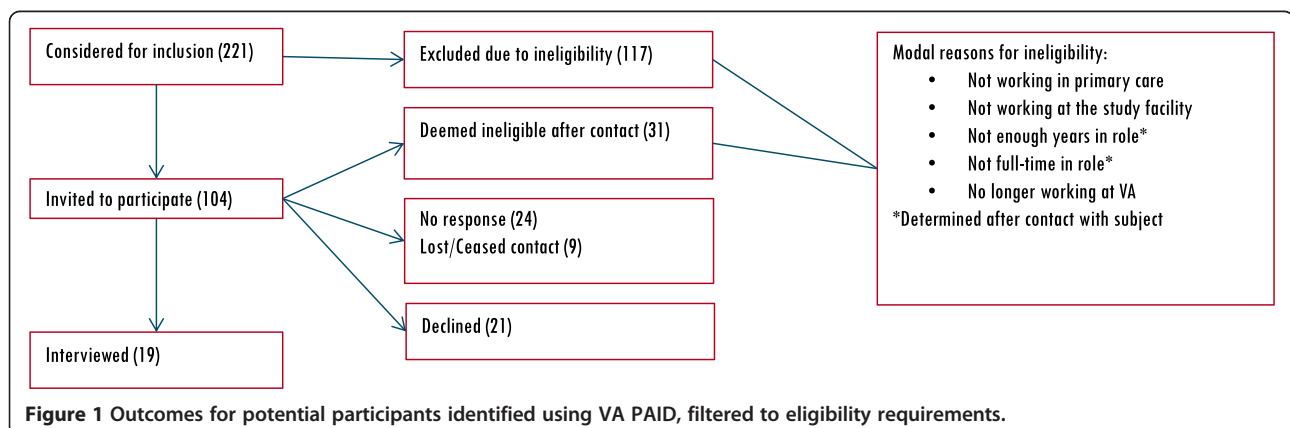 Considered for inclusion (221)
Excluded due to ineligibility (117)
Modal reasons for ineligibility:
• Not working in primary care
• Not working at the study facility
• Not enough years in role*
• Not full-time in role*
• No longer working at VA
*Determined after contact with subject
Deemed ineligible after contact (31)
Invited to participate (104)
No response (24)
Lost/Ceased contact (9)
Declined (21)
Interviewed (19)
Figure 1 Outcomes for potential participants identified using VA PAID, filtered to eligibility requirements.